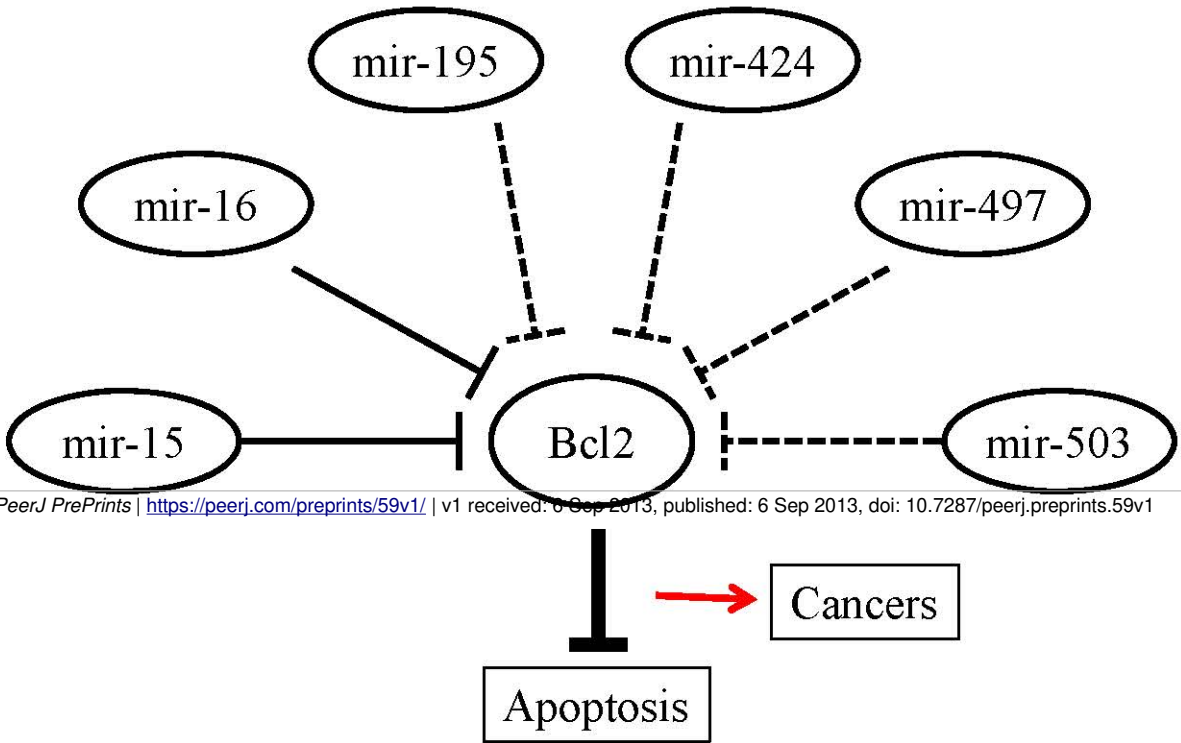 mir-195
mir-424
mir-16
mir-497
mir-15
Bcl2
mir-503
PeerJ PrePrints | https://peerj.com/preprints/59v1/ | v1 received: 6 Sep 2013, published: 6 Sep 2013, doi: 10.7287/peerj.preprints.59v1
Cancers
Apoptosis